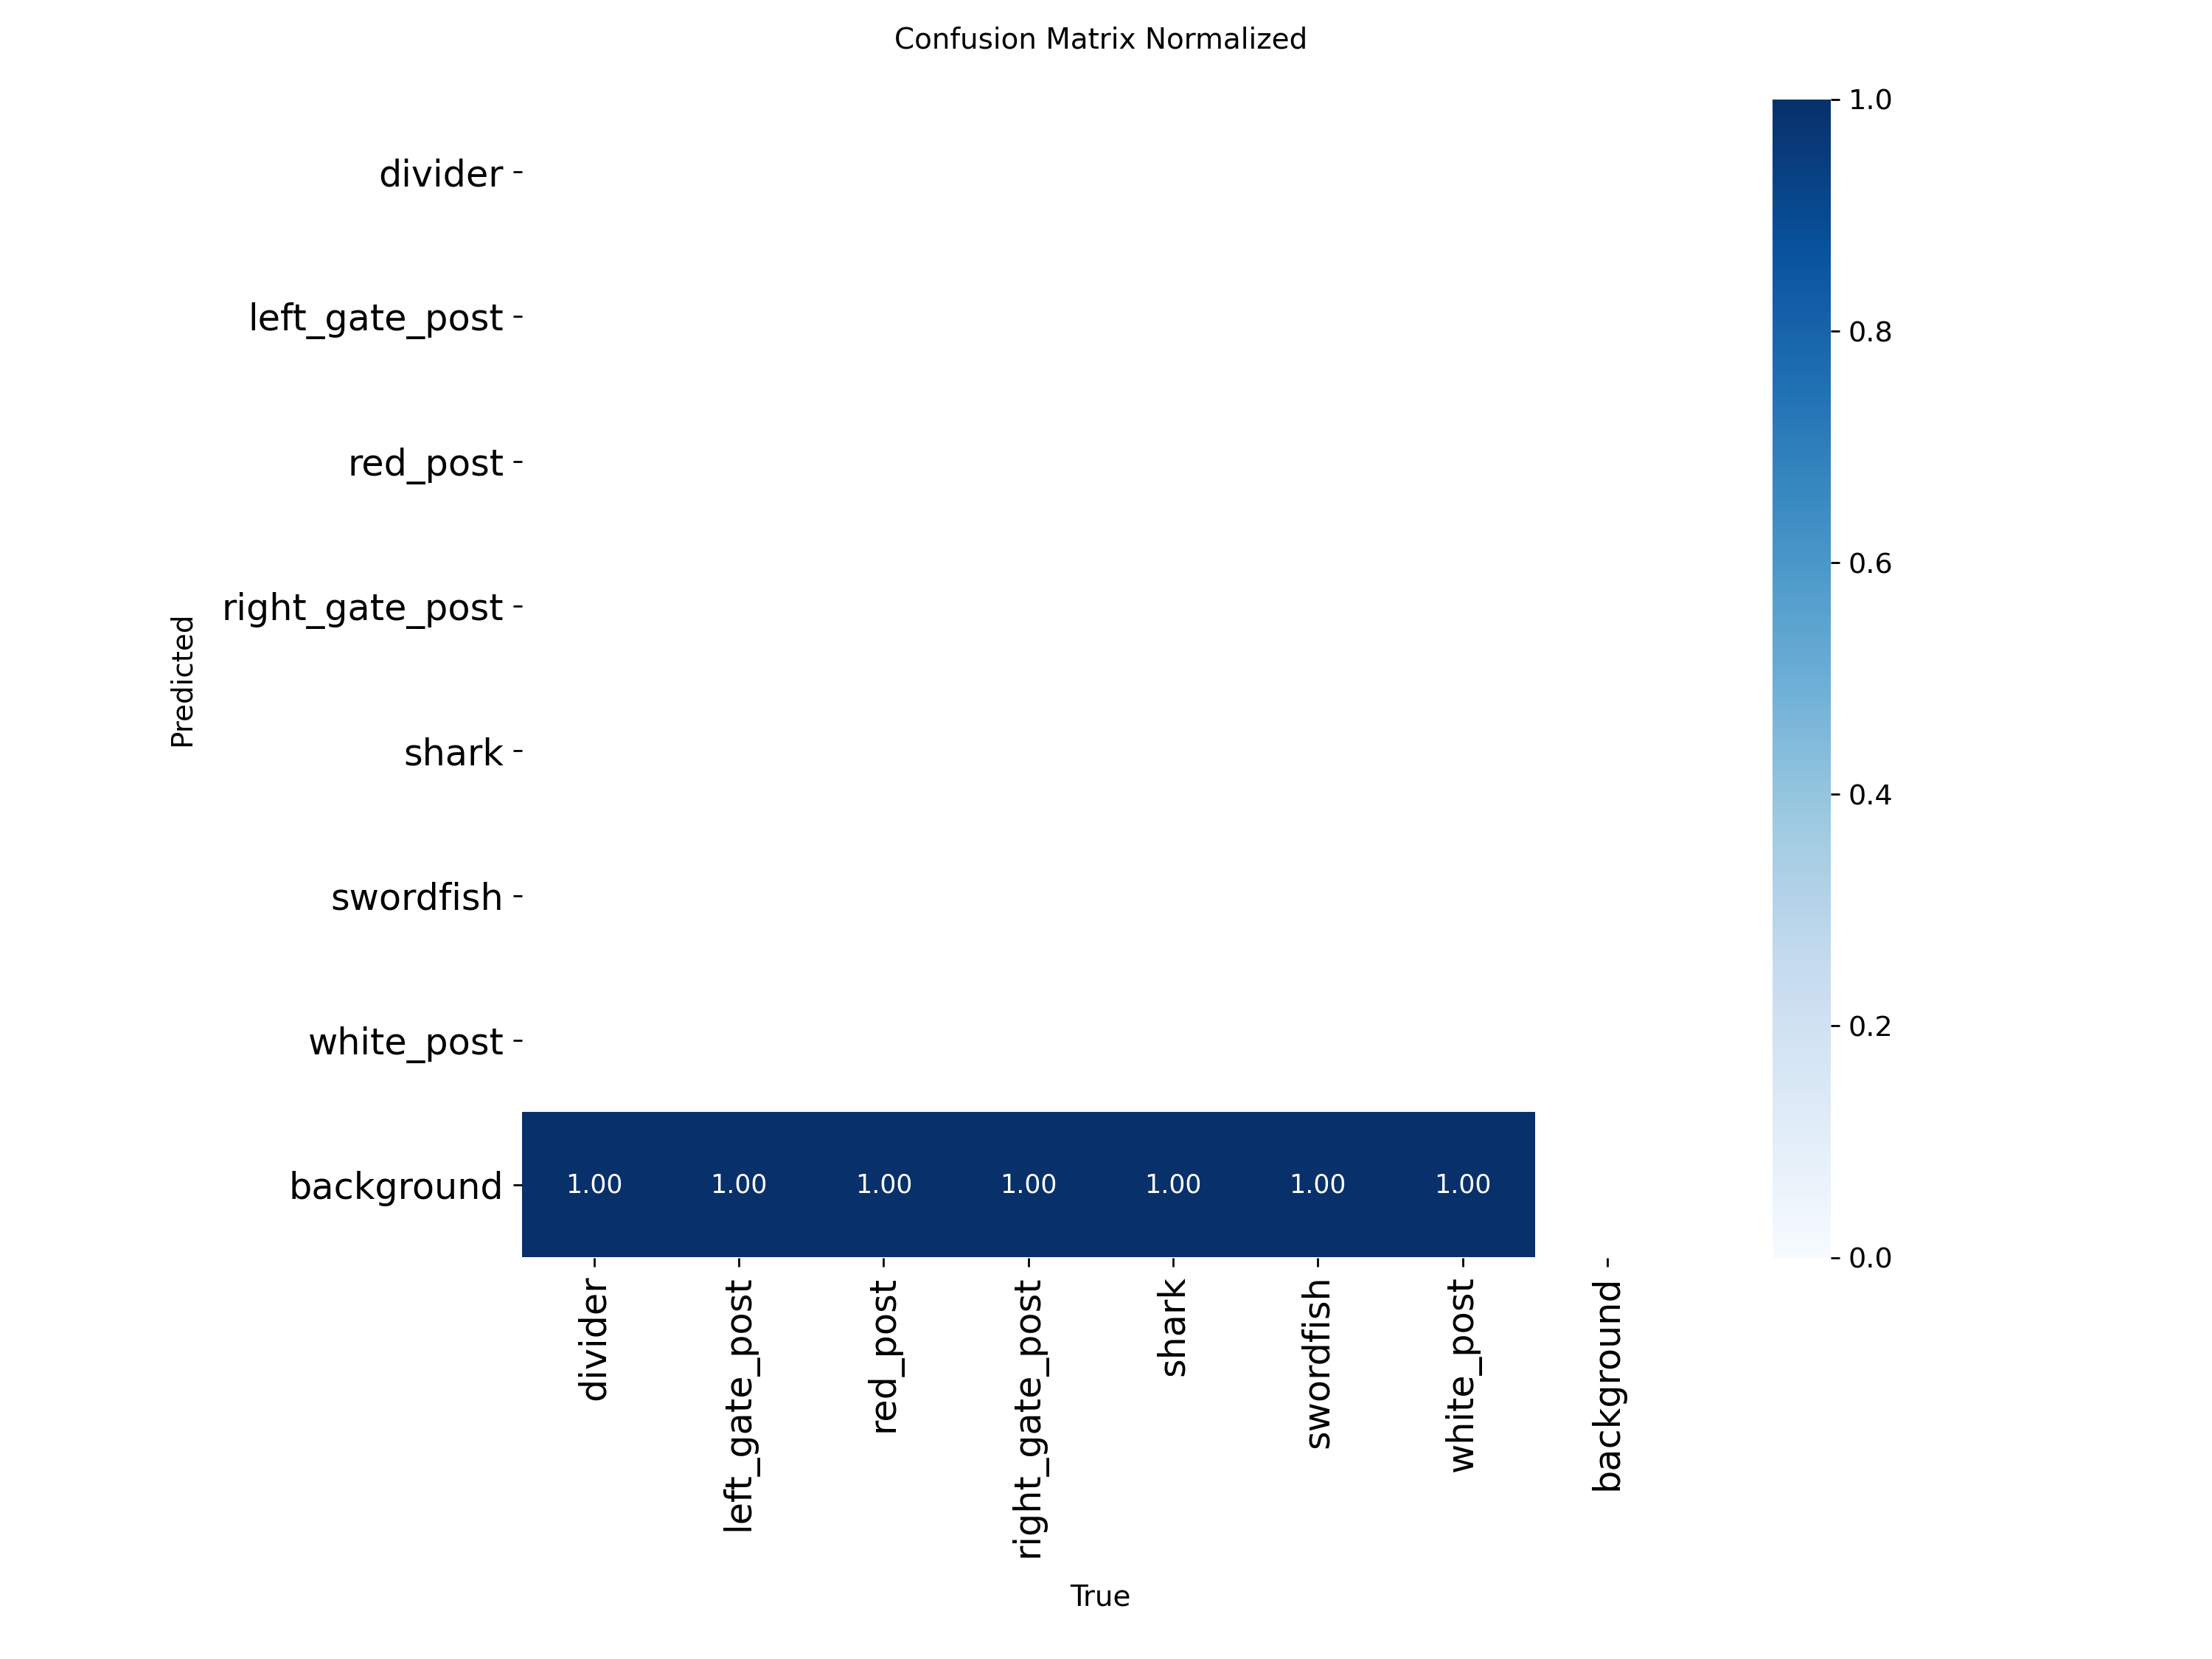 Confusion Matrix Normalized
divider
left_gate_post
red_post
right_gate_post
shark
swordfish
white_post
background
Predicted
1.00 1.00 1.00 1.00 1.00 1.00 1.00
divider
left_gate_post
red_post
right_gate_post
shark
swordfish
white_post
background
True
1.0
0.8
0.6
0.4
0.2
0.0